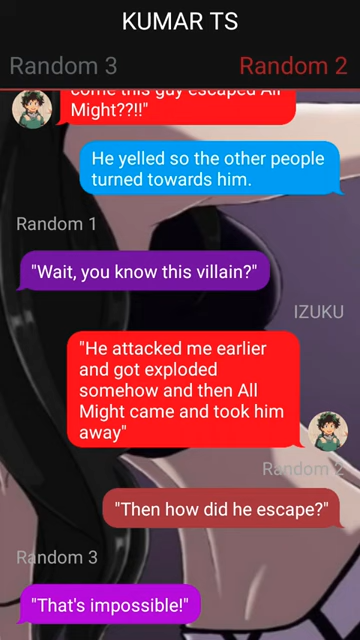 KUMAR TS
Random 3
Random 2
come this guy escaped All
Might??!!"
He yelled so the other people
turned towards him.
Random 1
"Wait, you know this villain?"
IZUKU
"He attacked me earlier
and got exploded
somehow and then All
Might came and took him
away"
Random 2
"Then how did he escape?"
Random 3
"That's impossible!"